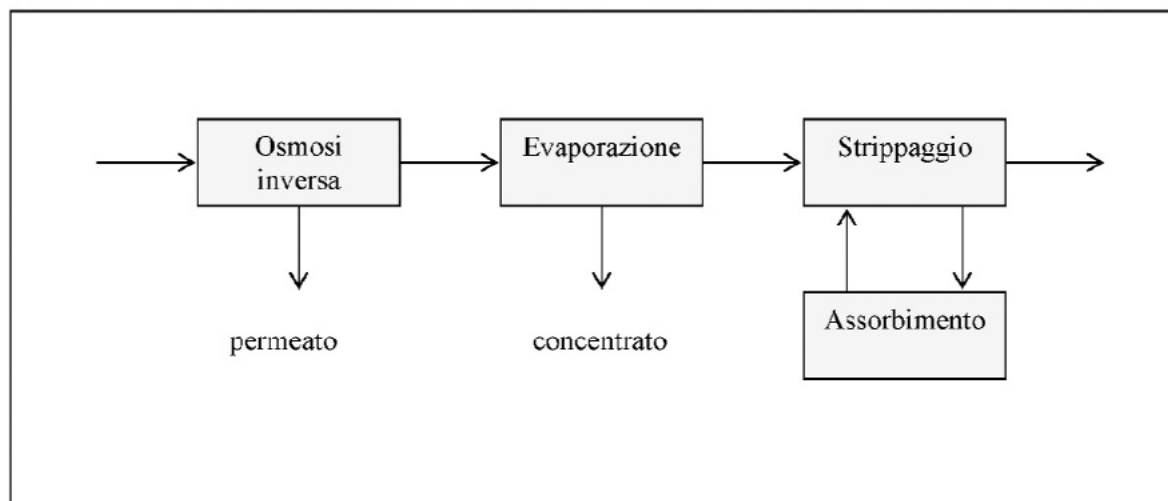 Osmosi
inversa
Evaporazione
Strippaggio
Assorbimento
permeato
concentrato